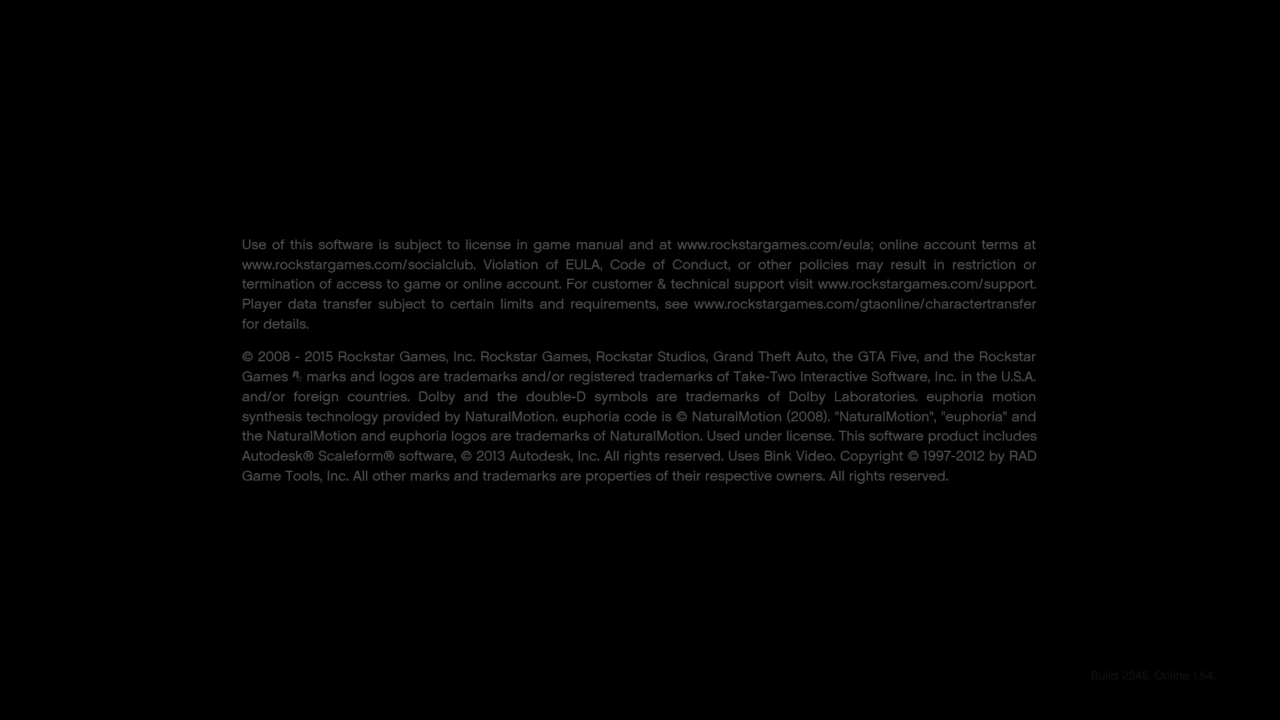 Use of this software is subject to license in game manual and at www.rockstargames.com/eula; online account terms at
www.rockstargames.com/socialclub. Violation of EULA, Code of Conduct, or other policies may result in restriction or
termination of access to game or online account. For customer & technical support visit www.rockstargames.com/support.
Player data transfer subject to certain limits and requirements, see www.rockstargames.com/gtaonline/charactertransfer
for details.
© 2008 - 2015 Rockstar Games, Inc. Rockstar Games, Rockstar Studios, Grand Theft Auto, the GTA Five, and the Rockstar
Games R* marks and logos are trademarks and/or registered trademarks of Take-Two Interactive Software, Inc. in the U.S.A.
and/or foreign countries. Dolby and the double-D symbols are trademarks of Dolby Laboratories. euphoria motion
synthesis technology provided by NaturalMotion. euphoria code is © NaturalMotion (2008). "NaturalMotion", "euphoria" and
the NaturalMotion and euphoria logos are trademarks of NaturalMotion. Used under license. This software product includes
Autodesk® Scaleform® software, © 2013 Autodesk, Inc. All rights reserved. Uses Bink Video. Copyright © 1997-2012 by RAD
Game Tools, Inc. All other marks and trademarks are properties of their respective owners. All rights reserved.
Build 2245. Online 1.54.